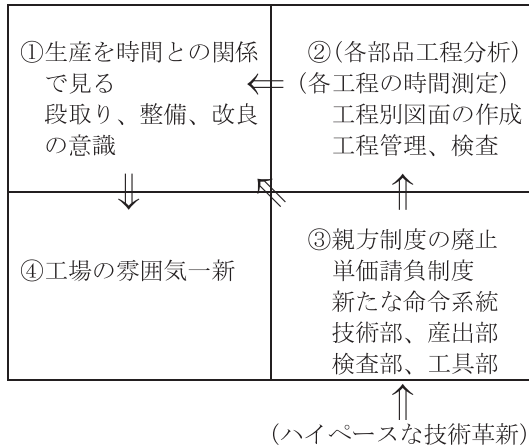 ①生産を時間との関係
で見る
段取り、整備、改良
の意識
②(各部品工程分析)
(各工程の時間測定)
工程別図面の作成
工程管理、検査
④工場の雰囲気一新
③親方制度の廃止
単価請負制度
新たな命令系統
技術部、産出部
検査部、工具部
(ハイペースな技術革新)